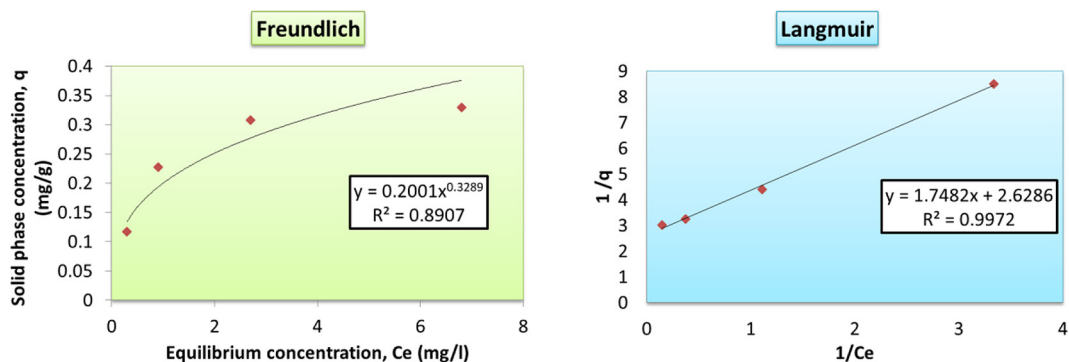 Freundlich
Solid phase concentration, q
(mg/g)
0.4
0.35
0.3
0.25
0.2
0.15
0.1
0.05
0
y = 0.2001x^0.3289
R² = 0.8907
0 2 4 6 8
Equilibrium concentration, Ce (mg/l)
Langmuir
1 /q
9
8
7
6
5
4
3
2
1
0
y = 1.7482x + 2.6286
R² = 0.9972
0 1 2 3 4
1/Ce